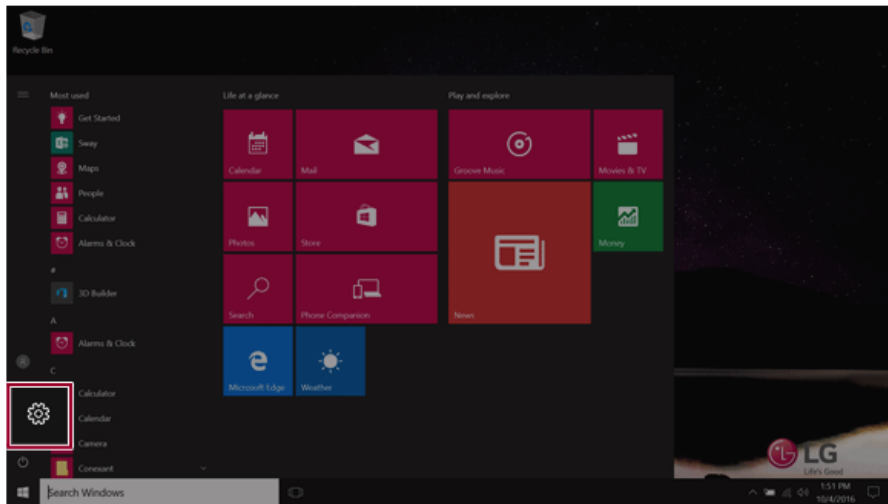 Recycle Bin
Most used
Get Started
Sway
Maps
People
Calculator
Alarms & Clock
#
3D Builder
A
Alarms & Clock
C
Calculator
Calendar
Camera
Conexant
Life at a glance
Calendar
Mail
Photos
Store
Search
Phone Companion
Microsoft Edge
Weather
Play and explore
Groove Music
Movies & TV
News
Money
LG
Life's Good
Search Windows
1:51 PM
10/4/2016